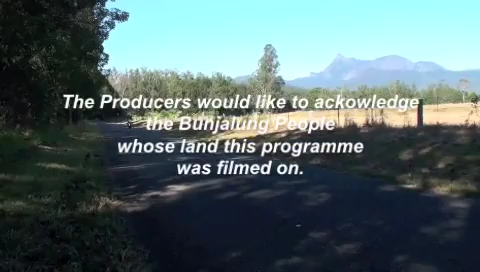 The Producers would like to ackowledge
the Bunjalung People
whose land this programme
was filmed on.